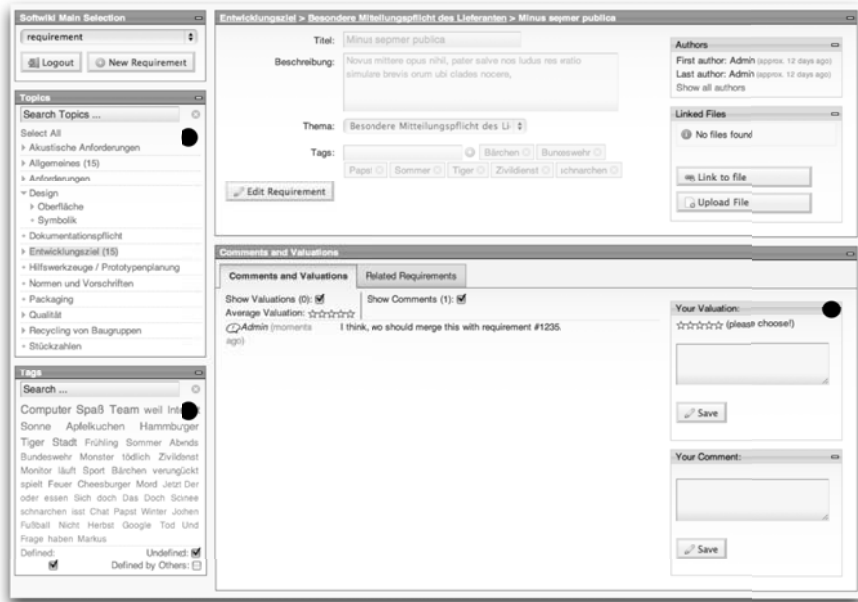 Softwiki Main Selection
requirement
Logout
New Requirement
Topics
Search Topics ...
Select All
Akustische Anforderungen
Allgemeines (15)
Anforderungen
Design
Oberfläche
Symbolik
Dokumentationspflicht
Entwicklungsziel (15)
Hilfswerkzeuge / Prototypenplanung
Normen und Vorschriften
Packaging
Qualität
Recycling von Baugruppen
Stückzahlen
Tags
Search ...
Computer Spaß Team weil
Sonne Apfelkuchen Hammburger
Tiger Stadt Frühling Sommer Abends
Bundeswehr Monster tödlich Zivildienst
Monitor läuft Sport Bärchen verungückt
spielt Feuer Cheesburger Mord Jetzt Der
oder essen Sich doch Das Doch Scinee
schnarchen isst Chat Papst Winter Jochen
Fußball Nicht Herbst Google Tod Und
Frage haben Markus
Defined:
Undefined:
Defined by Others:
Entwicklungsziel > Besondere Miteilungspflicht des Lieferanten > Minus sepmer publica
Titel: Minus sepmer publica
Beschreibung: Novus mittere opus nihil, pater salve nos ludus res ratio
simulare brevis orum ubi clades nocere,
Thema: Besondere Mitteilungspflicht des Li-
Tags:
Bärchen
Bundeswehr
Papst
Sommer
Tiger
Zivildienst
ichnarchen
Edit Requirement
Authors
First author: Admin (approx. 12 days ago)
Last author: Admin (approx. 12 days ago)
Show all authors
Linked Files
No files found
Link to file
Upload File
Comments and Valuations
Comments and Valuations
Related Requirements
Show Valuations (0):
Show Comments (1):
Average Valuation:
Admin (moments
ago)
I think, wo should merge this with requirement #1235.
Your Valuation:
(please choose!)
Save
Your Comment:
Save